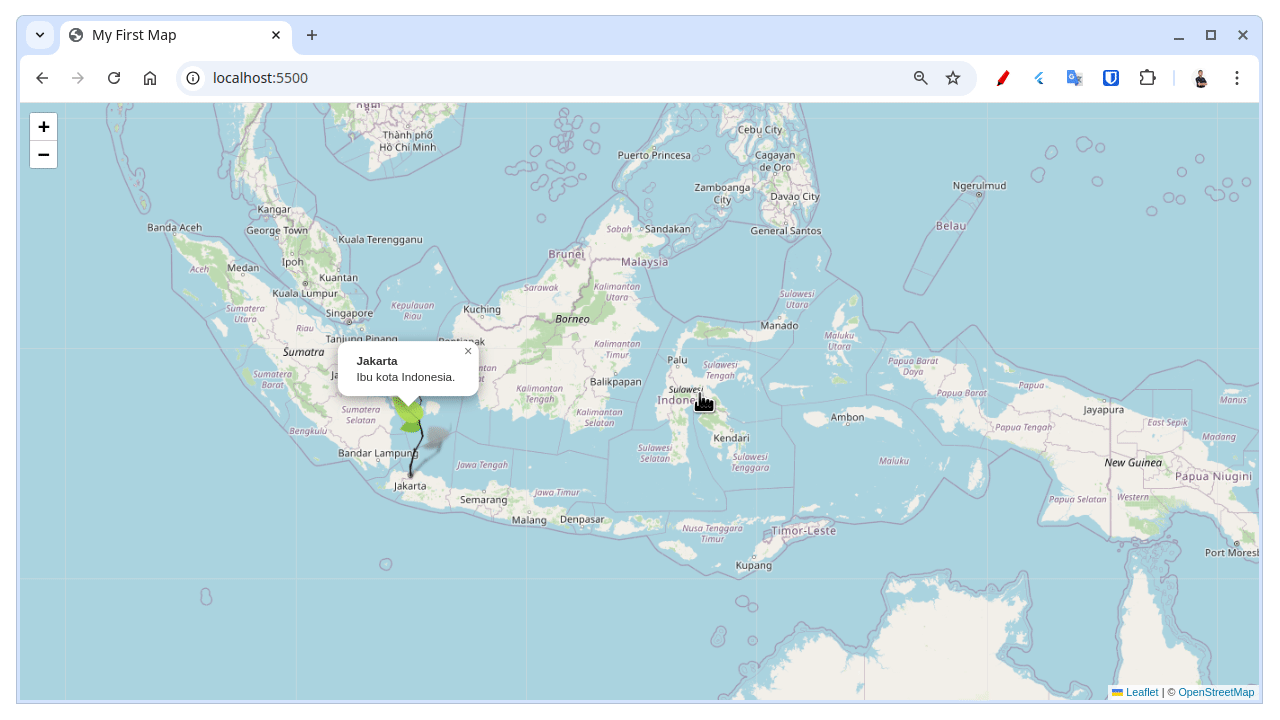 My First Map
localhost:5500
+
−
Thành phố
Hồ Chí Minh
Cebu City
Puerto Princesa
Cagayan
de Oro
Zamboanga
City
Davao City
General Santos
Ngerulmud
Belau
Kangar
George Town
Kuala Terengganu
Banda Aceh
Ipoh
Aceh
Medan
Kuantan
Kuala Lumpur
Sabah
Sandakan
Brunei
Malaysia
Sarawak
Kalimantan
Utara
Sulawesi
Utara
Sumatera
Utara
Singapore
Kepulauan
Riau
Kuching
Borneo
Manado
Maluku
Utara
Riau
Tanjung Pinang
Pontianak
Sumatra
Kalimantan
Timur
Palu
Sulawesi
Tengah
Papua Barat
Daya
Papua Barat
Papua
Manus
Jakarta
Ibu kota Indonesia.
×
Sumatera
Barat
Balikpapan
Kalimantan
Tengah
Sulawesi
Kalimantan
Selatan
Sumatera
Selatan
Bengkulu
Ambon
Jayapura
East Sepik
Madang
Papua Tengah
Kendari
Bandar Lampung
Sulawesi
Selatan
Sulawesi
Tenggara
Maluku
Jawa Tengah
New Guinea
Papua Niugini
Jakarta
Semarang
Jawa Timur
Papua Selatan
Western
Malang
Denpasar
Nusa Tenggara
Timur
Timor-Leste
Kupang
Port Moresb
Leaflet | © OpenStreetMap